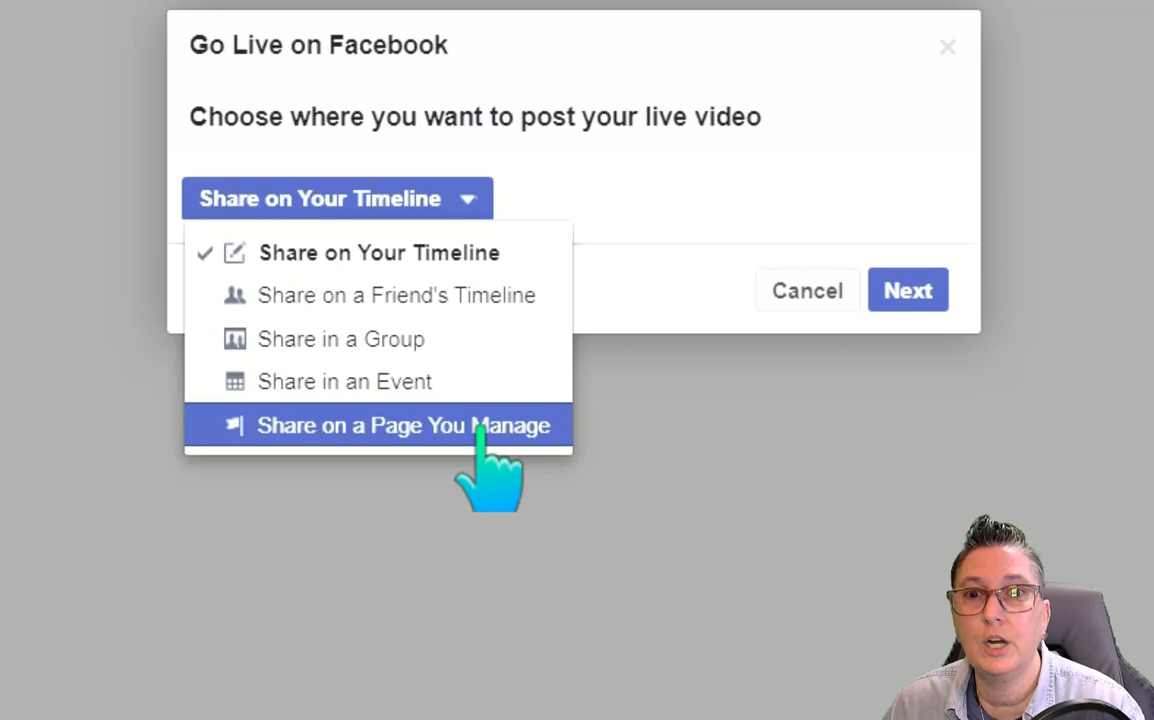 Go Live on Facebook
Choose where you want to post your live video
Share on Your Timeline
Share on Your Timeline
Share on a Friend's Timeline
Share in a Group
Share in an Event
Share on a Page You Manage
Cancel
Next